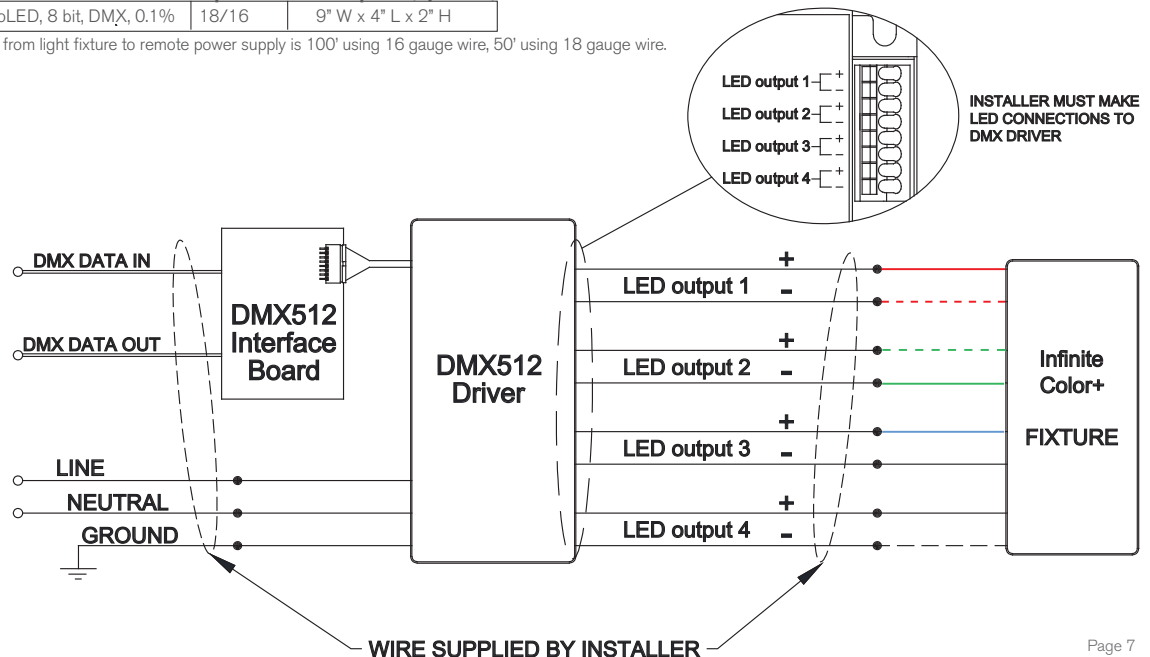 8 bit, DMX, 0.1% 18/16 9” W x 4” L x 2” H
from light fixture to remote power supply is 100’ using 16 gauge wire, 50’ using 18 gauge wire.
LED output 1 + -
LED output 2 + -
LED output 3 + -
LED output 4 + -
INSTALLER MUST MAKE
LED CONNECTIONS TO
DMX DRIVER
DMX DATA IN
DMX DATA OUT
DMX512
Interface
Board
LINE
NEUTRAL
GROUND
DMX512
Driver
+
LED output 1 -
+
LED output 2 -
+
LED output 3 -
+
LED output 4 -
Infinite
Color+
FIXTURE
WIRE SUPPLIED BY INSTALLER
Page 7